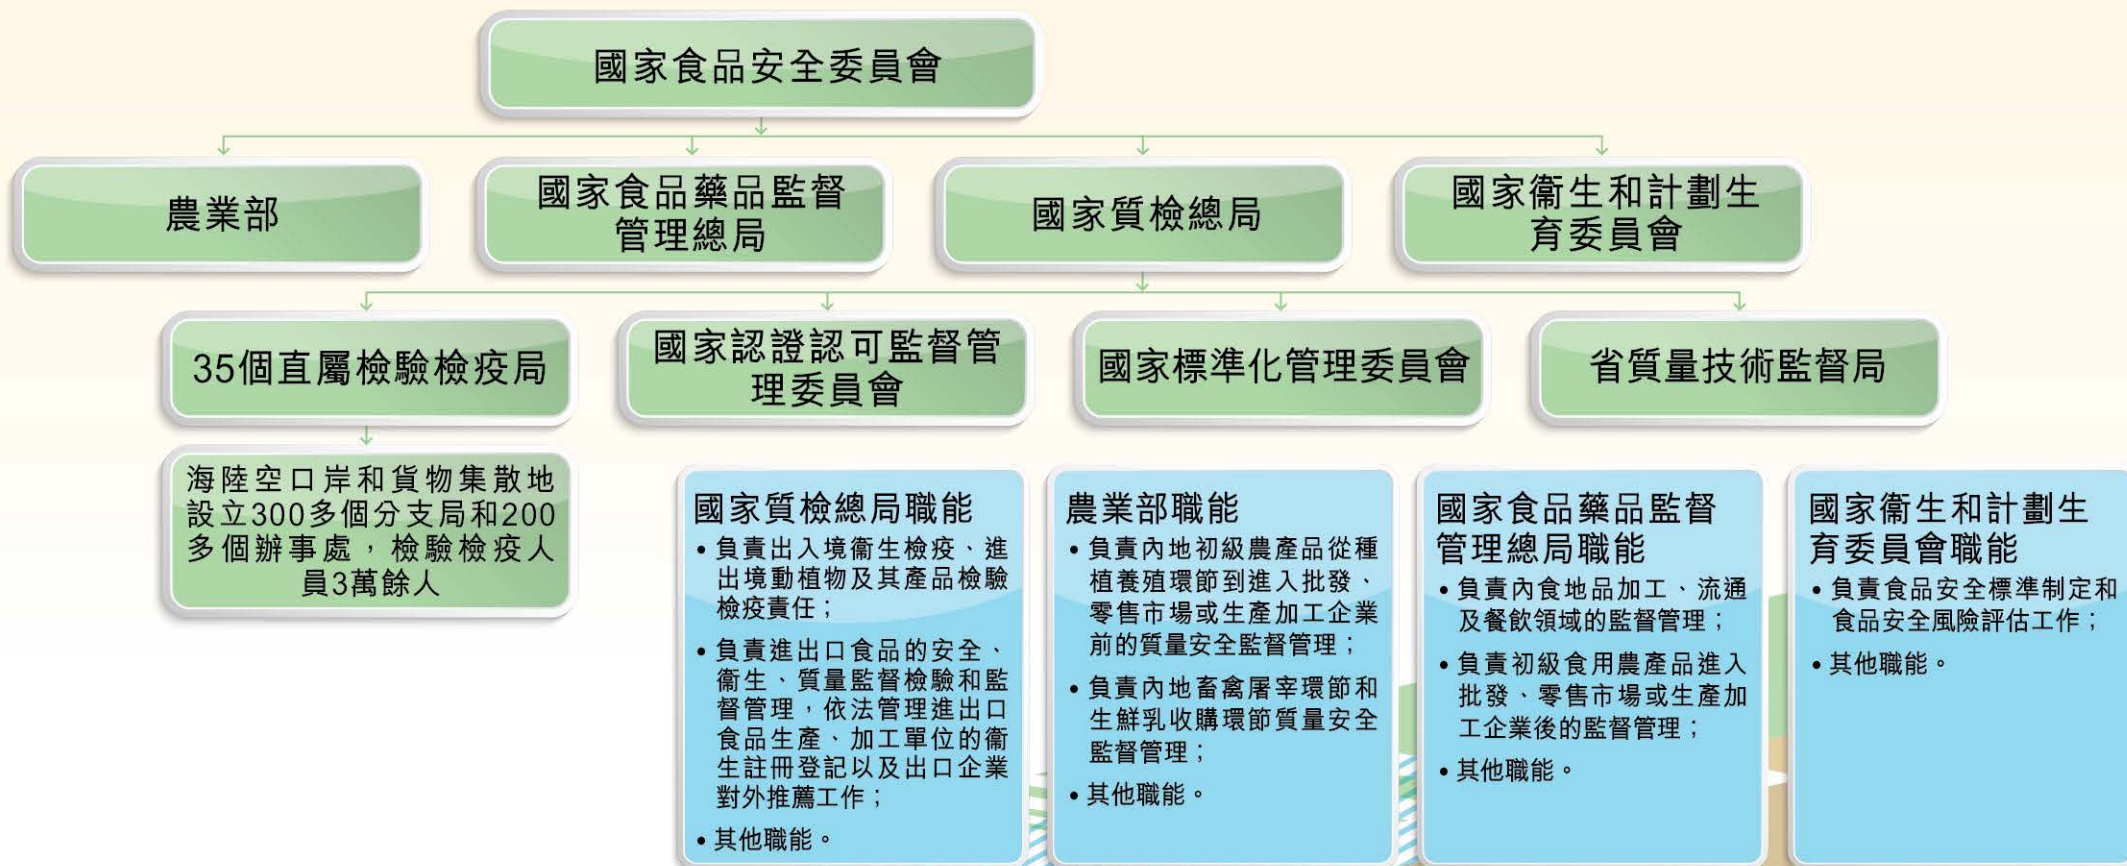 國家食品安全委員會
農業部
國家食品藥品監督
管理總局
國家質檢總局
國家衞生和計劃生
育委員會
35個直屬檢驗檢疫局
國家認證認可監督管
理委員會
國家標準化管理委員會
省質量技術監督局
海陸空口岸和貨物集散地
設立300多個分支局和200
多個辦事處，檢驗檢疫人
員3萬餘人
國家質檢總局職能
• 負責出入境衞生檢疫、進
出境動植物及其產品檢驗
檢疫責任；
• 負責進出口食品的安全、
衞生、質量監督檢驗和監
督管理，依法管理進出口
食品生產、加工單位的衞
生註冊登記以及出口企業
對外推薦工作；
• 其他職能。
農業部職能
• 負責內地初級農產品從種
植養殖環節到進入批發、
零售市場或生產加工企業
前的質量安全監督管理；
• 負責內地畜禽屠宰環節和
生鮮乳收購環節質量安全
監督管理；
• 其他職能。
國家食品藥品監督
管理總局職能
• 負責內食地品加工、流通
及餐飲領域的監督管理；
• 負責初級食用農產品進入
批發、零售市場或生產加
工企業後的監督管理；
• 其他職能。
國家衞生和計劃生
育委員會職能
• 負責食品安全標準制定和
食品安全風險評估工作；
• 其他職能。